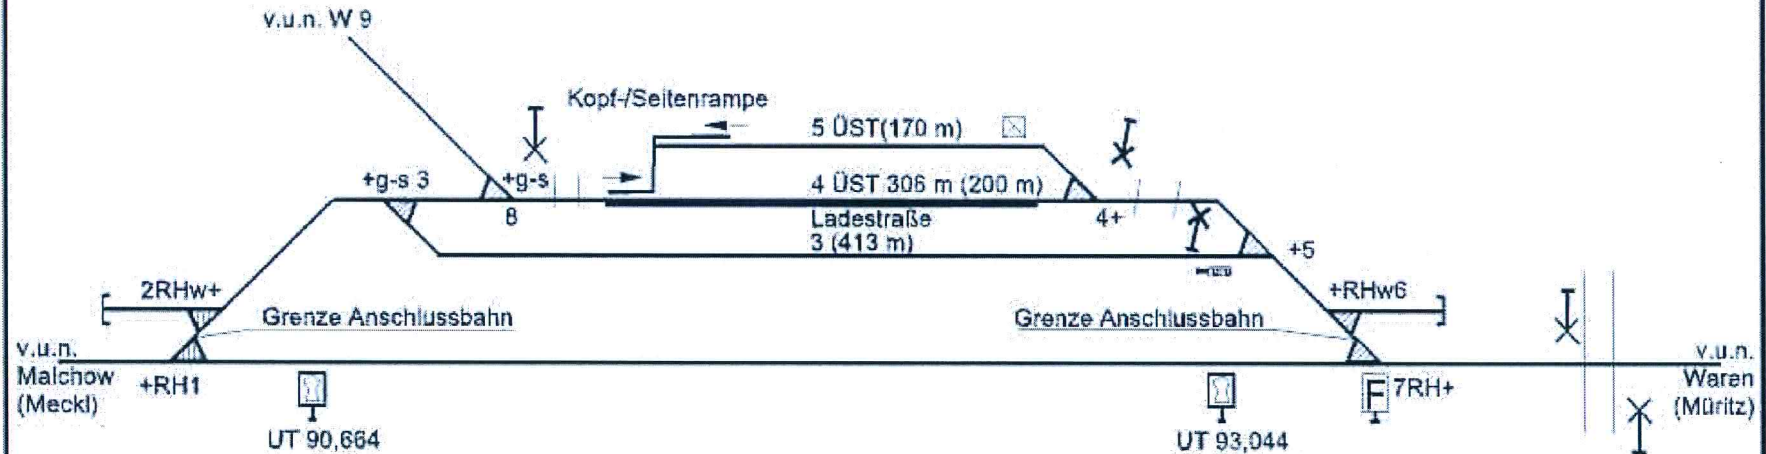 v.u.n. W 9
Kopf-/Seitenrampe
5 ÜST(170 m)
+g-s 3
+g-s
4 ÜST 306 m (200 m)
8
Ladestraße
4+
3 (413 m)
+5
2RHw+
+RHw6
Grenze Anschlussbahn
Grenze Anschlussbahn
v.u.n.
Malchow
(Meckl)
+RH1
F
7RH+
v.u.n.
Waren
(Müritz)
UT 90,664
UT 93,044